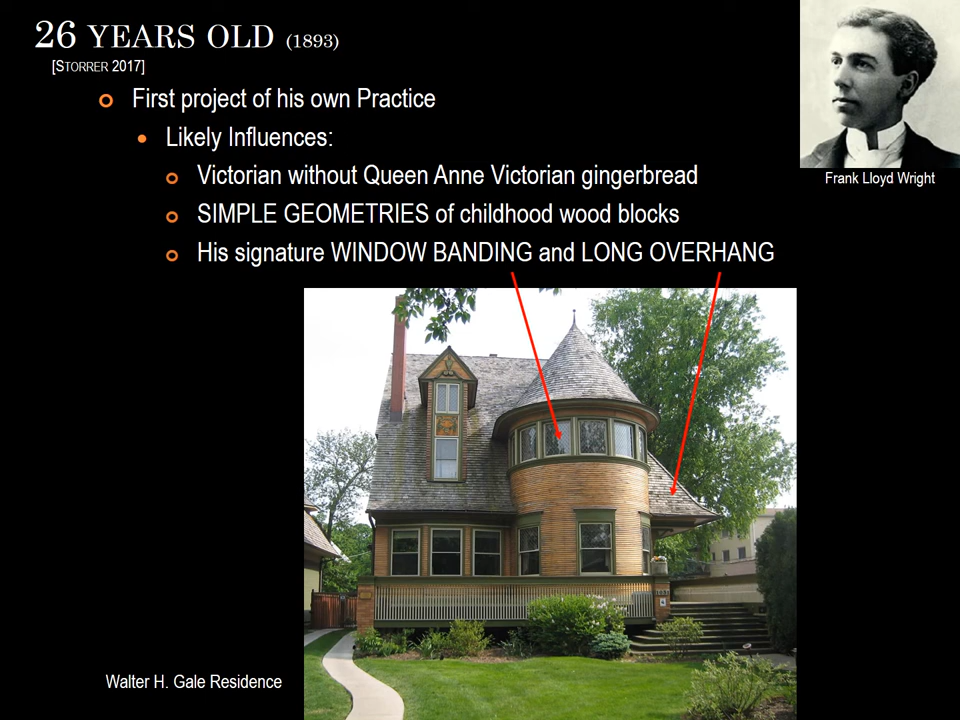 26 YEARS OLD (1893)
[STORRER 2017]
First project of his own Practice
Likely Influences:
Victorian without Queen Anne Victorian gingerbread
SIMPLE GEOMETRIES of childhood wood blocks
His signature WINDOW BANDING and LONG OVERHANG
Frank Lloyd Wright
Walter H. Gale Residence